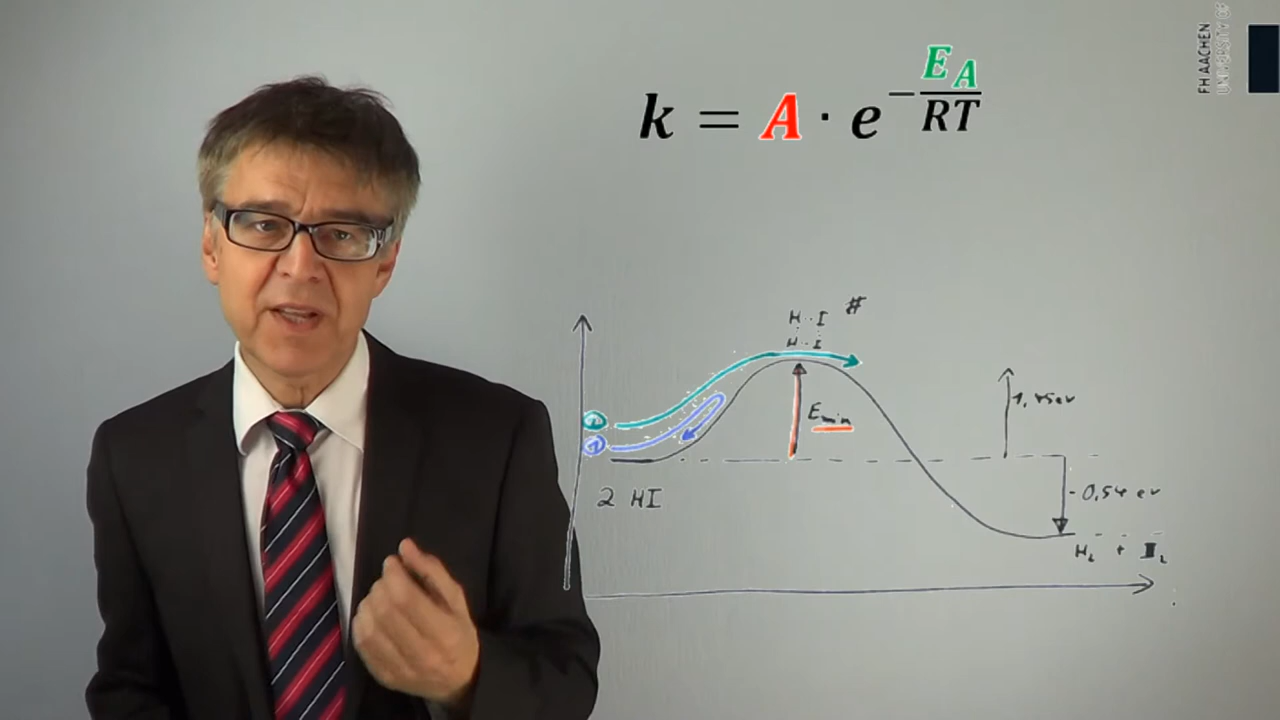 FH AACHEN
UNIVERSITY OF
k = A · e^{-E_A/RT}
H · I #
H · I
E_min
1,45 eV
2 HI
- 0,54 eV
H₂ + I₂